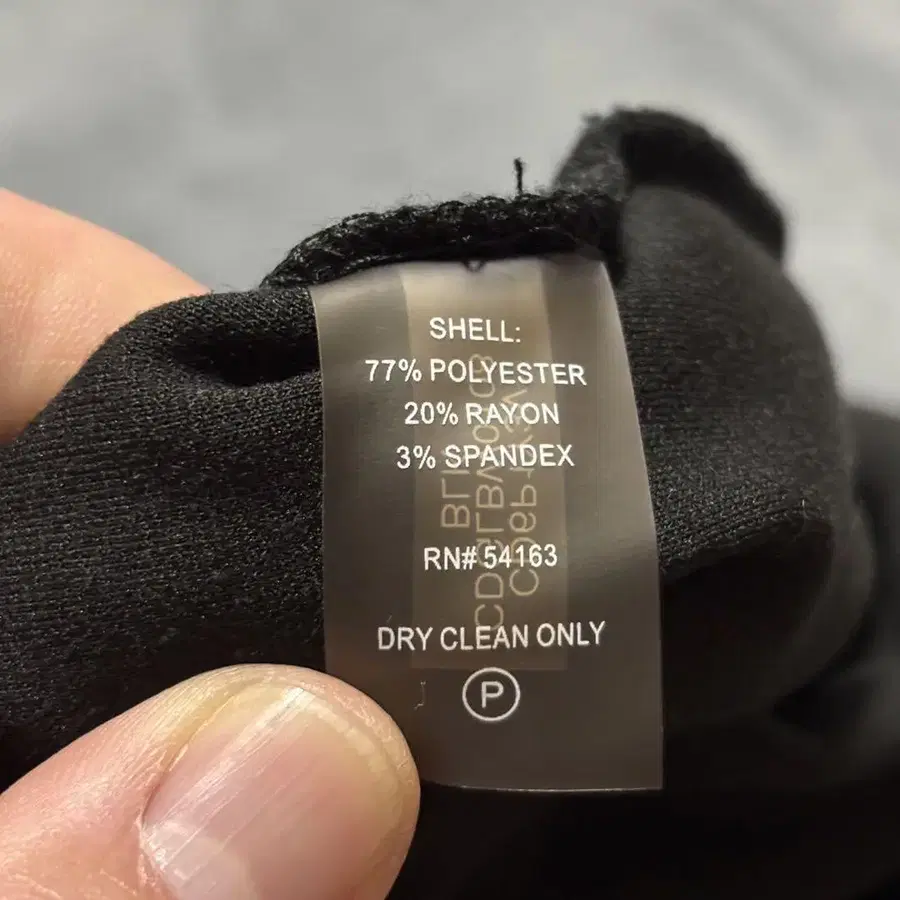 SHELL:
77% POLYESTER
20% RAYON
3% SPANDEX
RN# 54163
DRY CLEAN ONLY
P